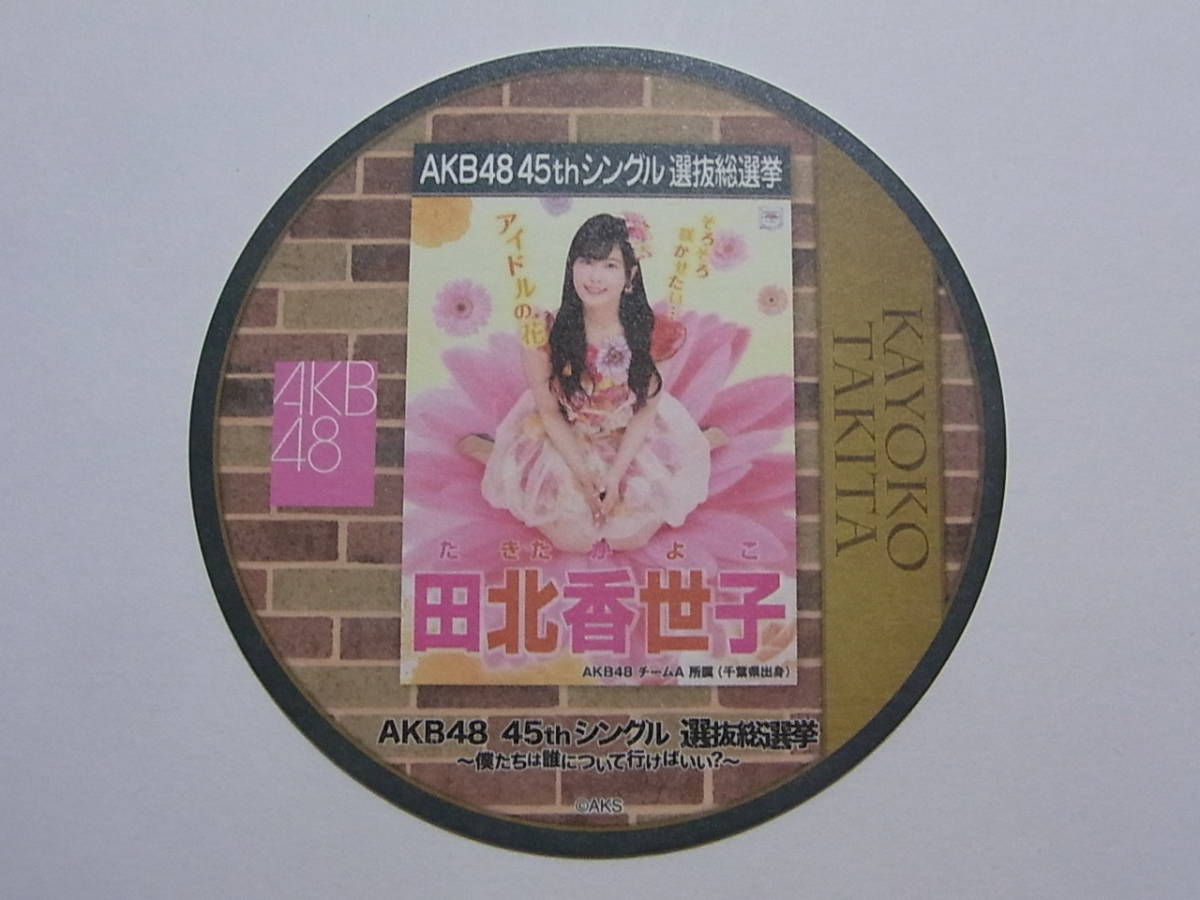 AKB48 45thシングル 選抜総選挙
そろそろ
咲かせたい…
アイドルの花
AKB
48
KAYOKO
TAKITA
たきたかよこ
田北香世子
AKB48 チームA 所属（千葉県出身）
AKB48 45thシングル 選抜総選挙
～僕たちは誰について行けばいい？～
©AKS